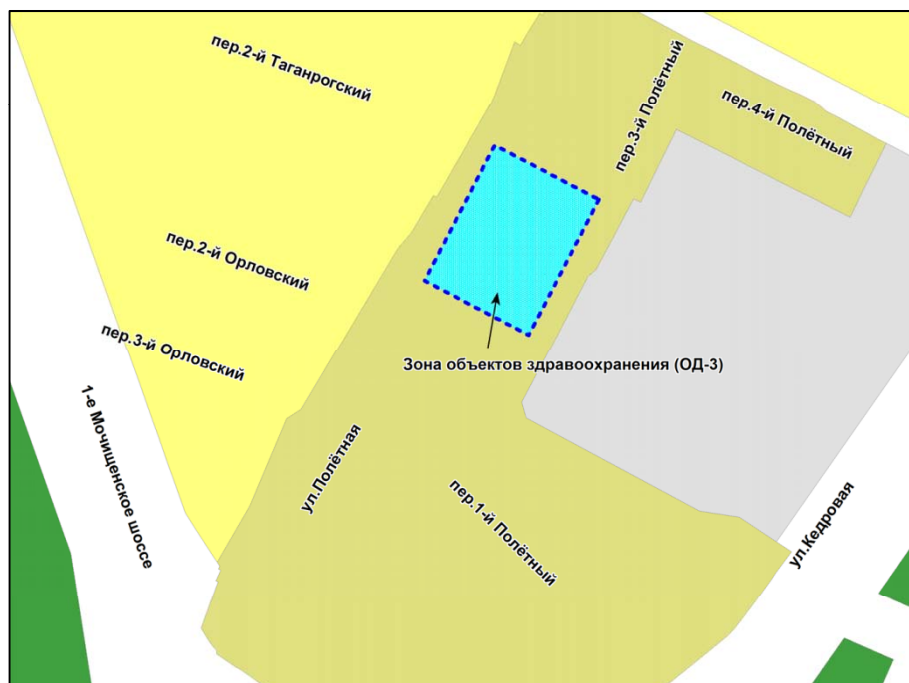 пер.2-й Таганрогский
пер.3-й Полётный
пер.4-й Полётный
пер.2-й Орловский
пер.3-й Орловский
Зона объектов здравоохранения (ОД-3)
1-е Мочищенское шоссе
ул.Полётная
пер.1-й Полётный
ул.Кедровая